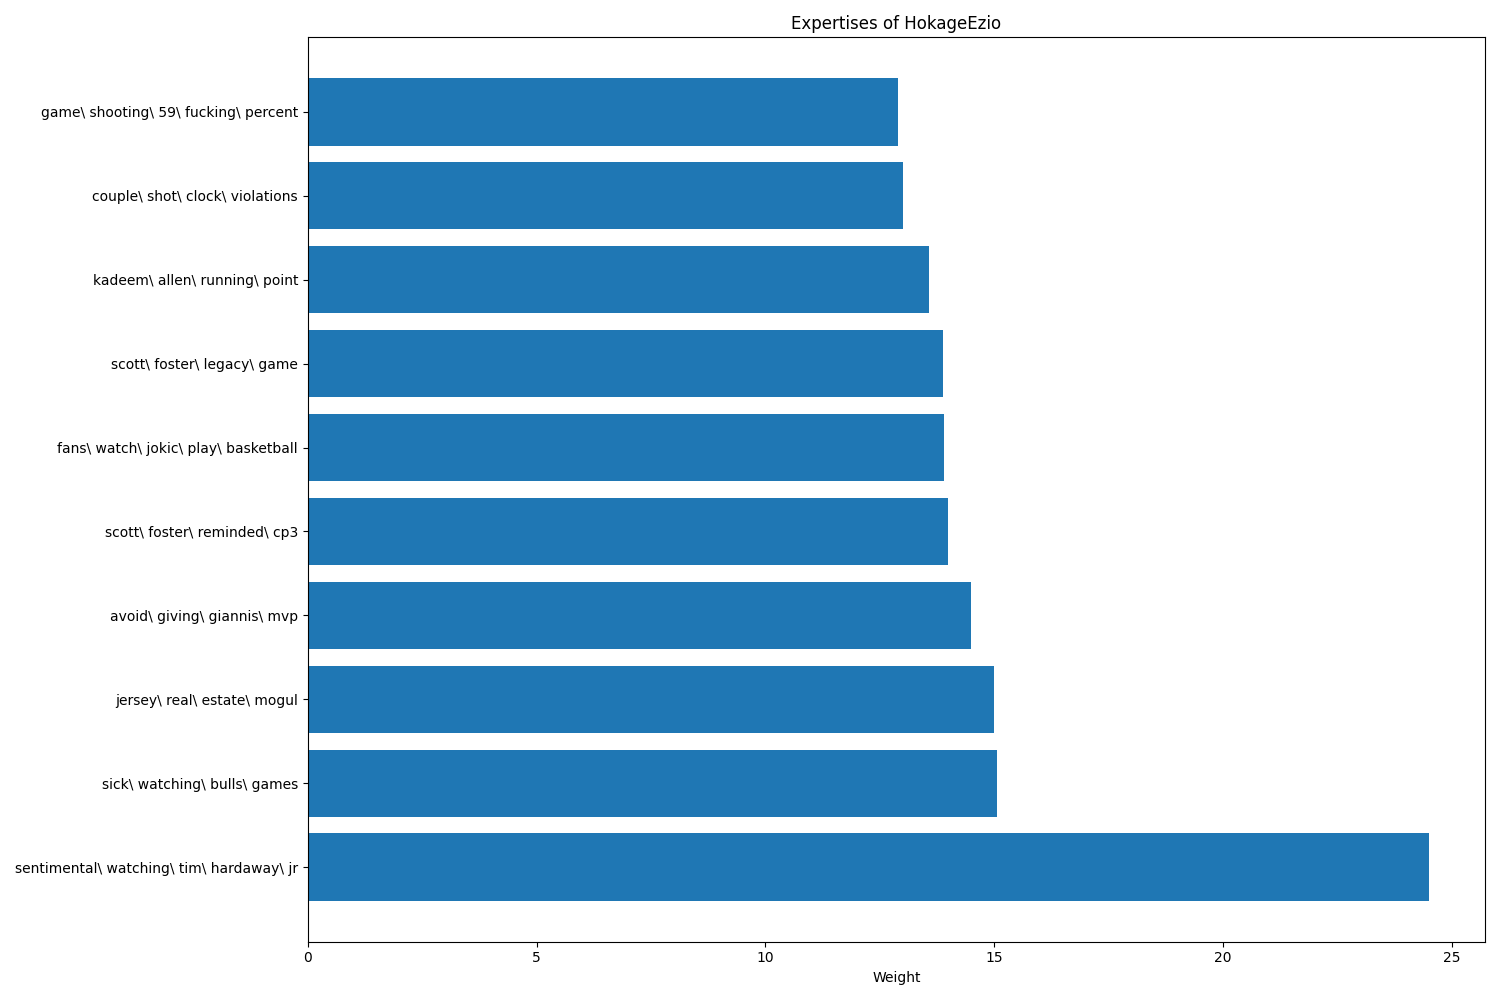 Expertises of HokageEzio
game\ shooting\ 59\ fucking\ percent
couple\ shot\ clock\ violations
kadeem\ allen\ running\ point
scott\ foster\ legacy\ game
fans\ watch\ jokic\ play\ basketball
scott\ foster\ reminded\ cp3
avoid\ giving\ giannis\ mvp
jersey\ real\ estate\ mogul
sick\ watching\ bulls\ games
sentimental\ watching\ tim\ hardaway\ jr
0 5 10 15 20 25
Weight